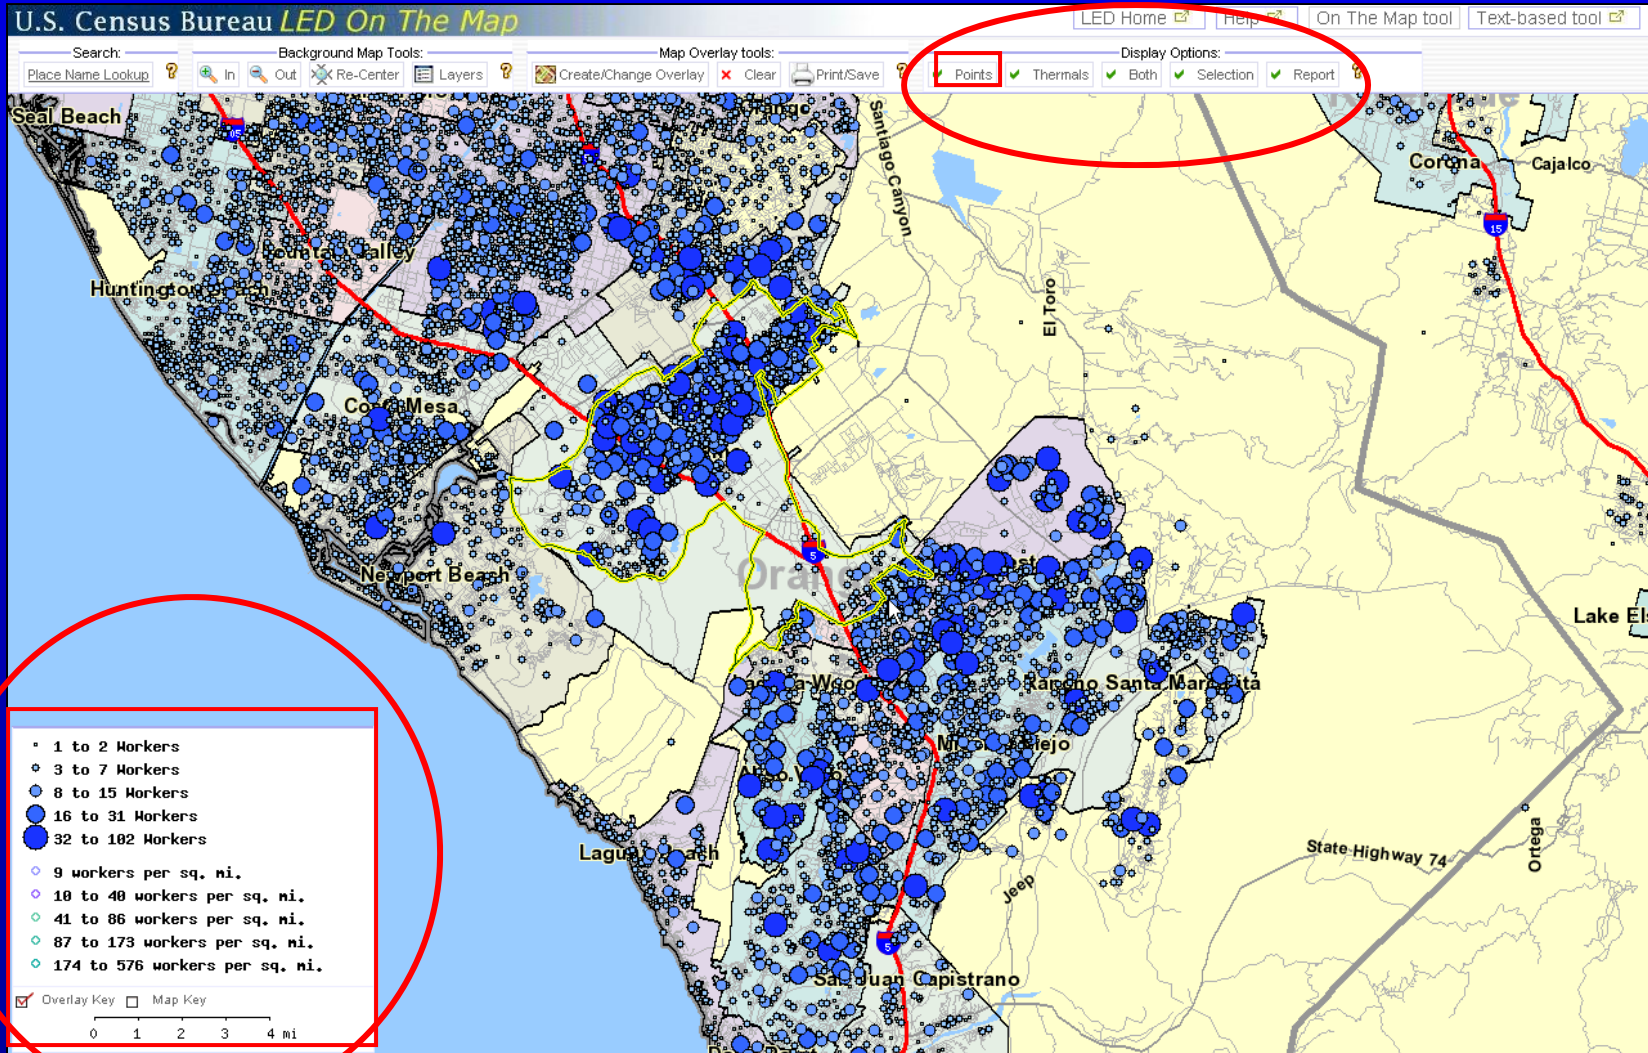 U.S. Census Bureau LED On The Map
LED Home Help On The Map tool Text-based tool
Search: Background Map Tools: Map Overlay tools: Display Options:
Place Name Lookup ? In Out Re-Center Layers ? Create/Change Overlay Clear Print/Save ? Points Thermals Both Selection Report ?
Seal Beach
Santiago Canyon
Corona
Cajalco
15
Fountain Valley
Huntington Beach
El Toro
Costa Mesa
5
Orange
Newport Beach
Lake Els
Rancho Santa Margarita
1 to 2 Workers
3 to 7 Workers
8 to 15 Workers
16 to 31 Workers
32 to 102 Workers
9 workers per sq. mi.
10 to 40 workers per sq. mi.
41 to 86 workers per sq. mi.
87 to 173 workers per sq. mi.
174 to 576 workers per sq. mi.
Overlay Key Map Key
0 1 2 3 4 mi
State Highway 74
Ortega
Jeep
5
San Juan Capistrano